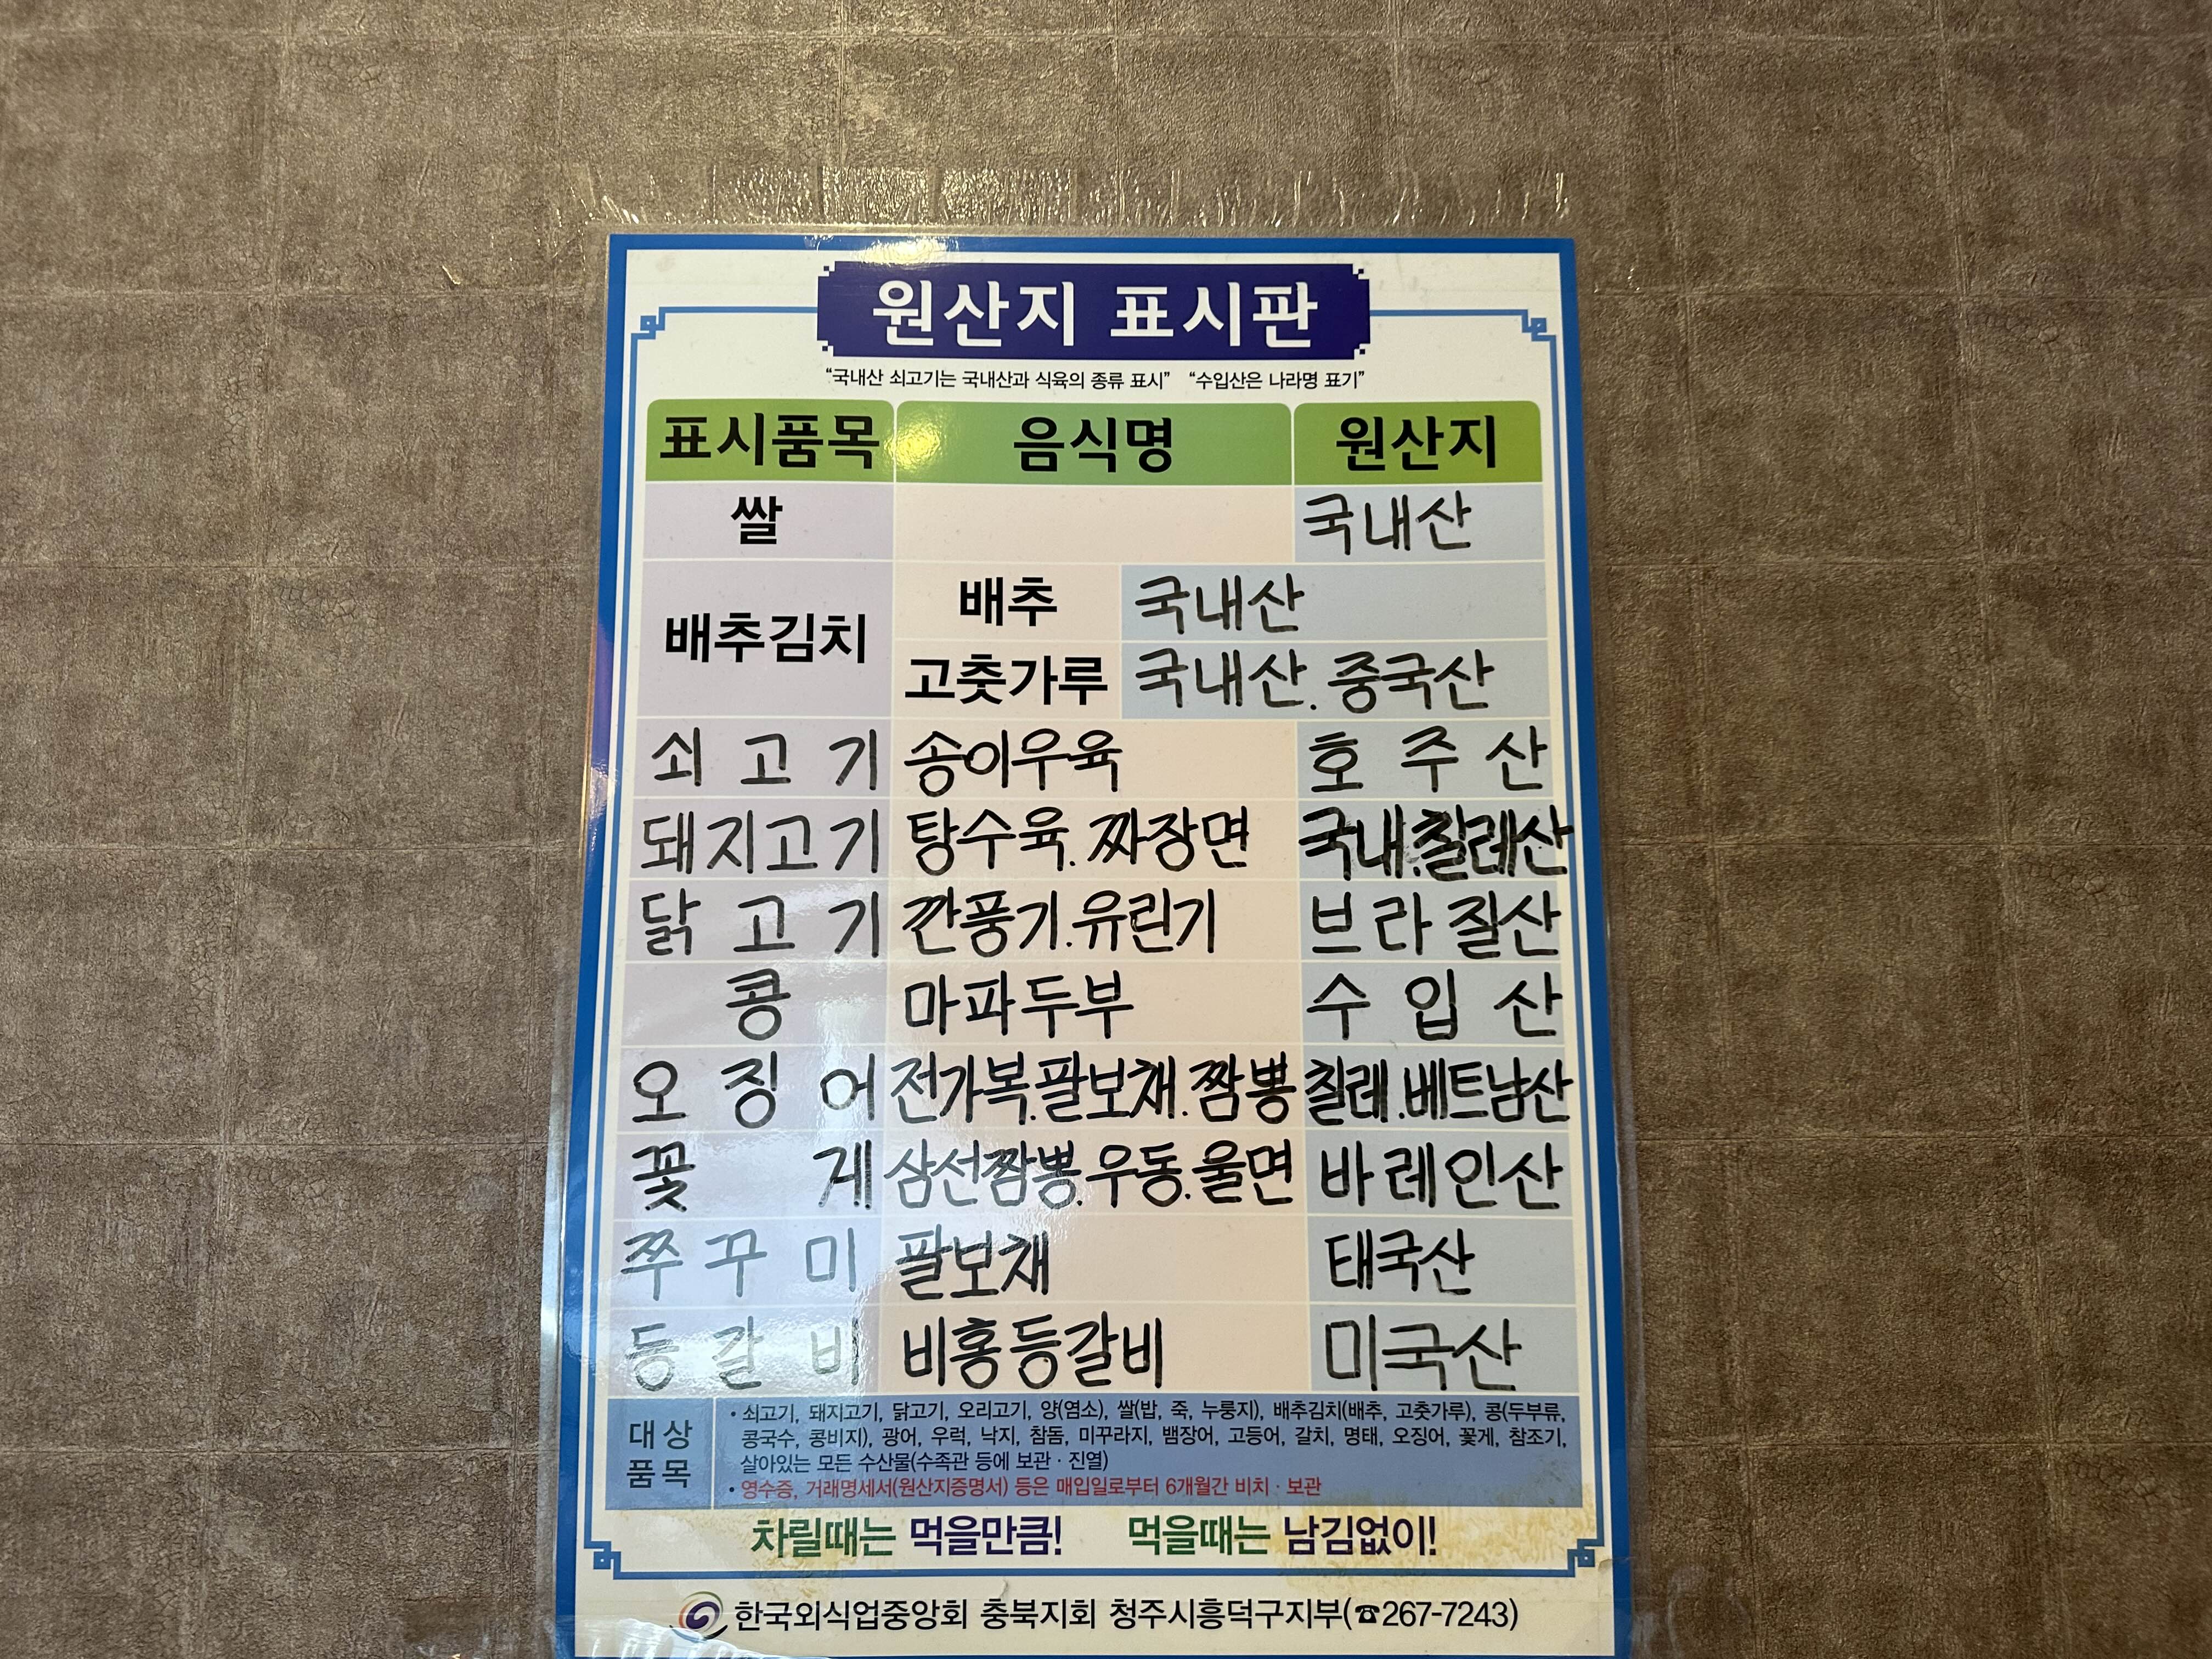 원산지 표시판
“국내산 쇠고기는 국내산과 식육의 종류 표시” “수입산은 나라명 표기”
표시품목 음식명 원산지
쌀 국내산
배추김치 배추 국내산
고춧가루 국내산. 중국산
쇠고기 송이우육 호주산
돼지고기 탕수육. 짜장면 국내.칠레산
닭고기 깐풍기.유린기 브라질산
콩 마파두부 수입산
오징어 전가복.팔보채.짬뽕 칠레.베트남산
꽃게 삼선짬뽕.우동.울면 바레인산
쭈꾸미 팔보채 태국산
등갈비 비홍등갈비 미국산
대상 품목
• 쇠고기, 돼지고기, 닭고기, 오리고기, 양(염소), 쌀(밥, 죽, 누룽지), 배추김치(배추, 고춧가루), 콩(두부류,
콩국수, 콩비지), 광어, 우럭, 낙지, 참돔, 미꾸라지, 뱀장어, 고등어, 갈치, 명태, 오징어, 꽃게, 참조기,
살아있는 모든 수산물(수족관 등에 보관 · 진열)
• 영수증, 거래명세서(원산지증명서) 등은 매입일로부터 6개월간 비치 · 보관
차릴때는 먹을만큼! 먹을때는 남김없이!
한국외식업중앙회 충북지회 청주시흥덕구지부(☎267-7243)